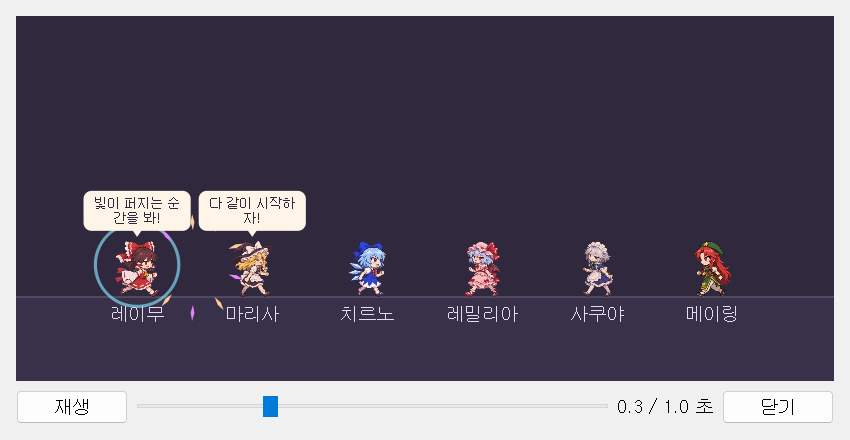 빛이 퍼지는 순
간을 봐!
다 같이 시작하
자!
레이무
마리사
치르노
레밀리아
사쿠야
메이링
재생
0.3 / 1.0 초
닫기